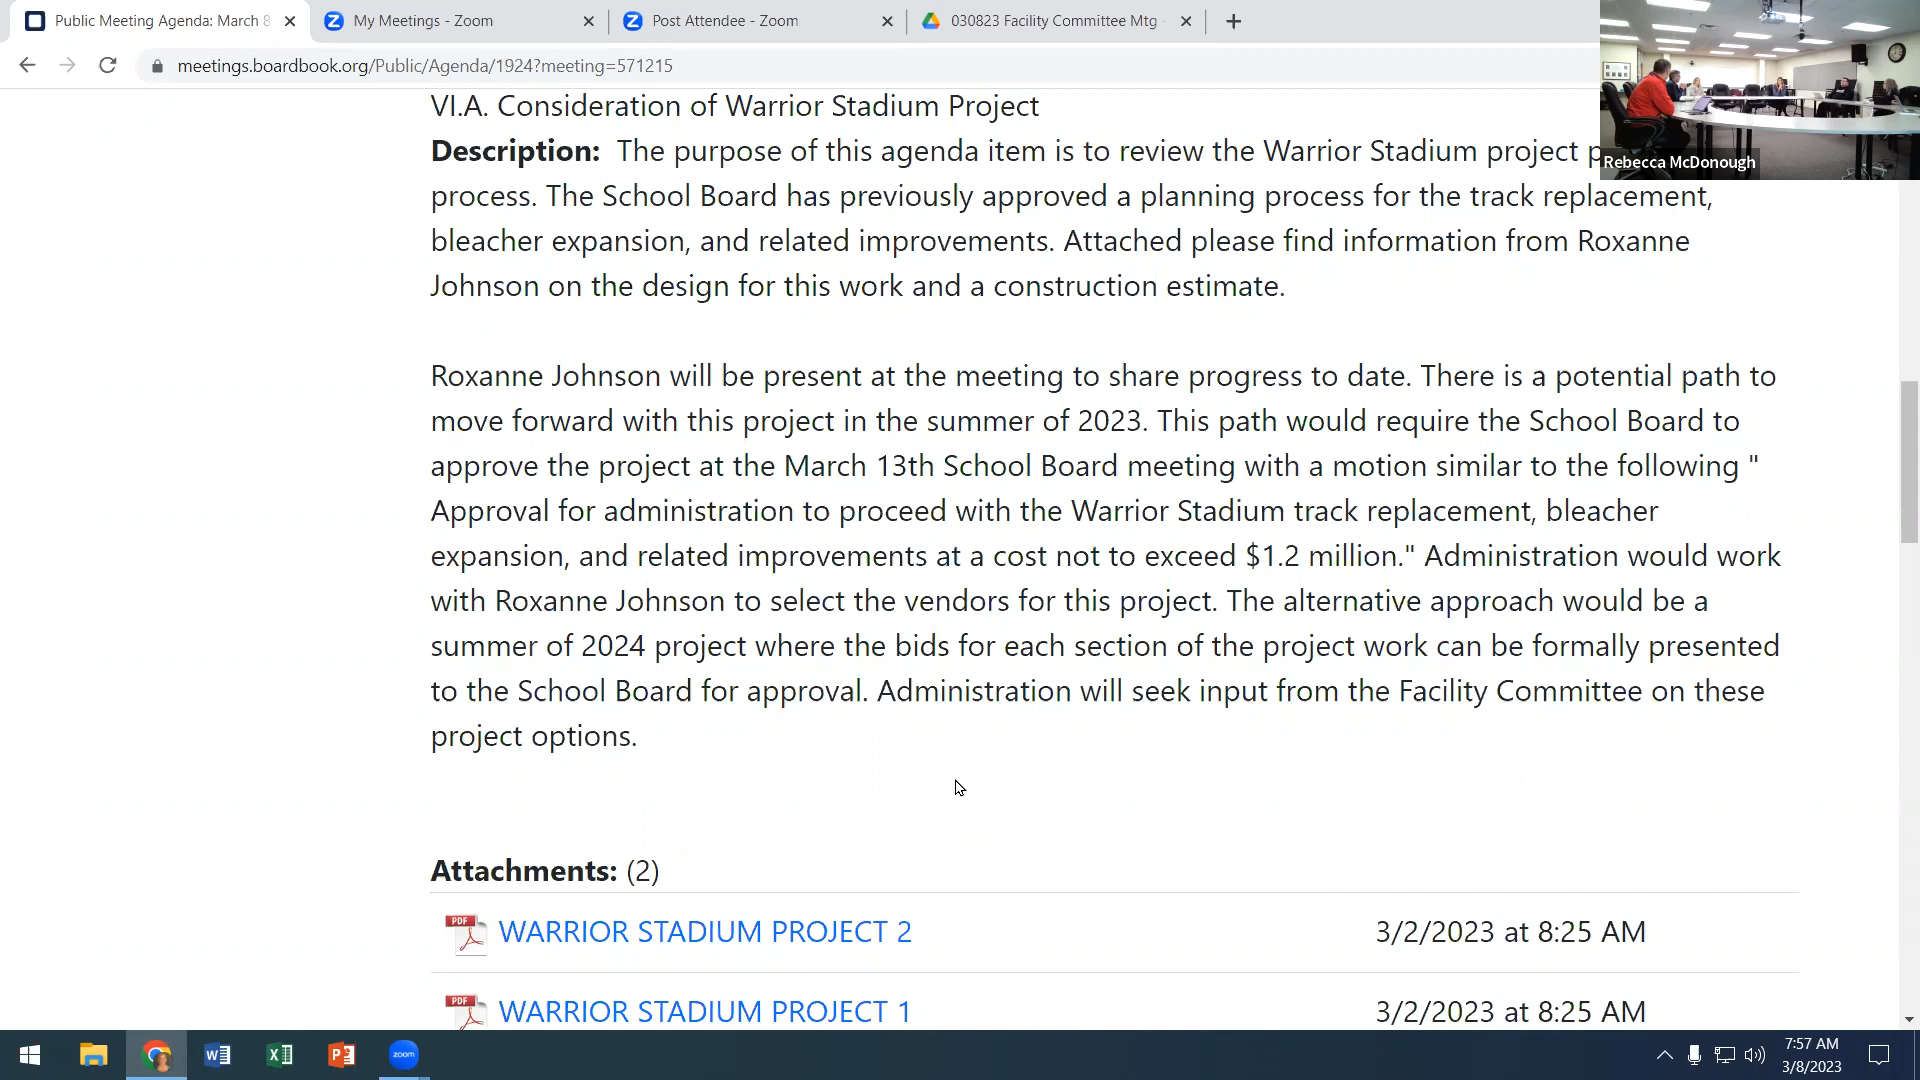 Public Meeting Agenda: March 8
My Meetings - Zoom
Post Attendee - Zoom
030823 Facility Committee Mtg -
meetings.boardbook.org/Public/Agenda/1924?meeting=571215
Rebecca McDonough
VI.A. Consideration of Warrior Stadium Project
Description: The purpose of this agenda item is to review the Warrior Stadium project
process. The School Board has previously approved a planning process for the track replacement,
bleacher expansion, and related improvements. Attached please find information from Roxanne
Johnson on the design for this work and a construction estimate.
Roxanne Johnson will be present at the meeting to share progress to date. There is a potential path to
move forward with this project in the summer of 2023. This path would require the School Board to
approve the project at the March 13th School Board meeting with a motion similar to the following "
Approval for administration to proceed with the Warrior Stadium track replacement, bleacher
expansion, and related improvements at a cost not to exceed $1.2 million." Administration would work
with Roxanne Johnson to select the vendors for this project. The alternative approach would be a
summer of 2024 project where the bids for each section of the project work can be formally presented
to the School Board for approval. Administration will seek input from the Facility Committee on these
project options.
Attachments: (2)
PDF WARRIOR STADIUM PROJECT 2 3/2/2023 at 8:25 AM
PDF WARRIOR STADIUM PROJECT 1 3/2/2023 at 8:25 AM
zoom
7:57 AM
3/8/2023